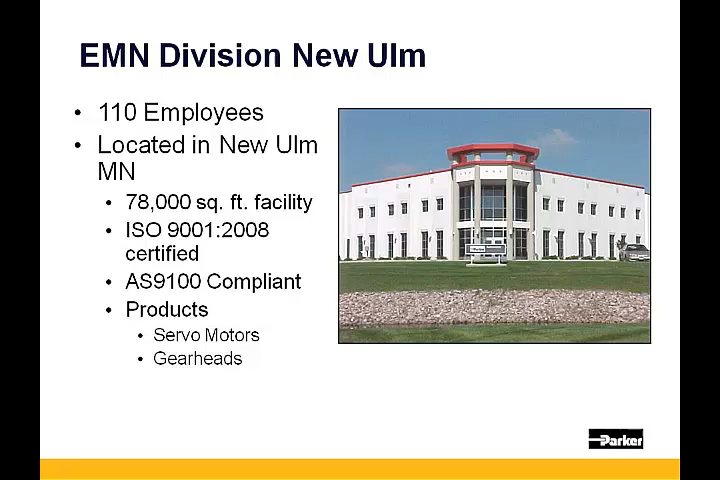 EMN Division New Ulm
• 110 Employees
• Located in New Ulm
MN
• 78,000 sq. ft. facility
• ISO 9001:2008
certified
• AS9100 Compliant
• Products
• Servo Motors
• Gearheads
Parker